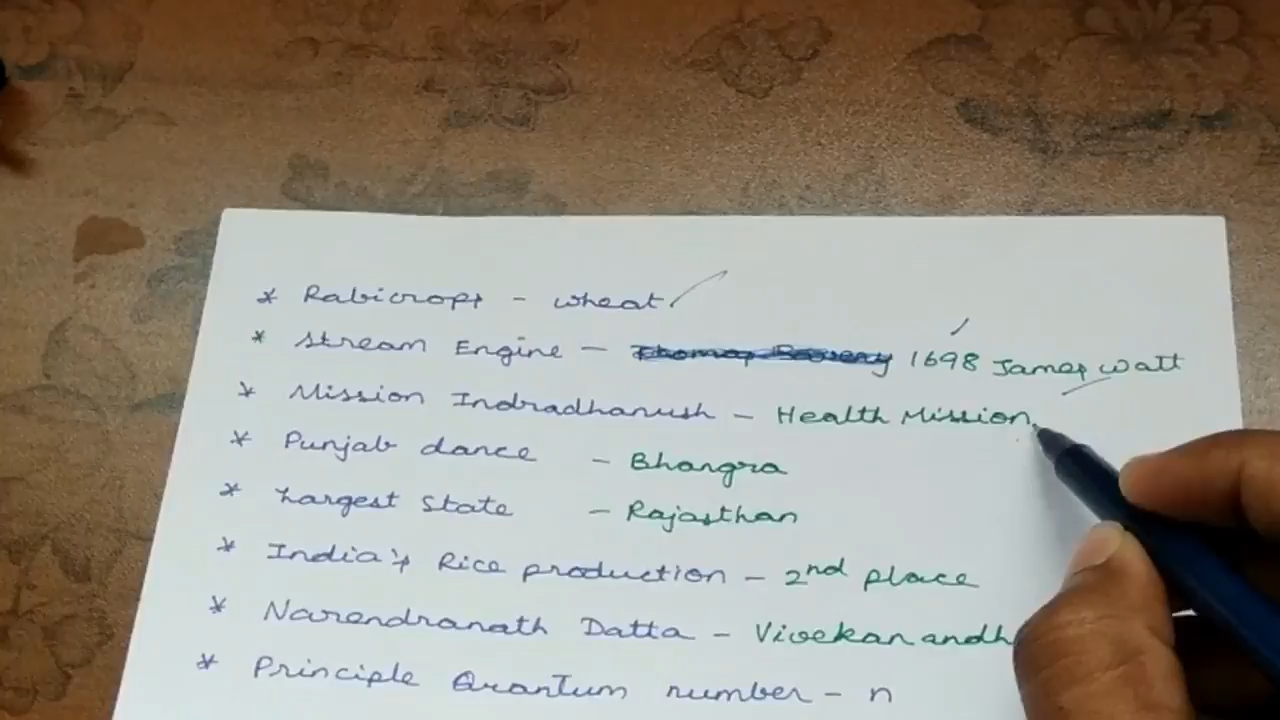 * Rabicrops - wheat
* Stream Engine - Thomas Savery 1698 James watt
* Mission Indradhanush - Health Mission
* Punjab dance - Bhangra
* Largest State - Rajasthan
* India's Rice production - 2nd place
* Narendranath Datta - Vivekanandh
* Principle Quantum number - n